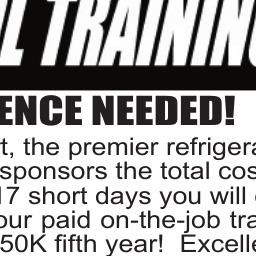 L TRAINING
ENCE NEEDED!
t, the premier refrigera
sponsors the total cos
17 short days you will
our paid on-the-job tra
50K fifth year! Excelle